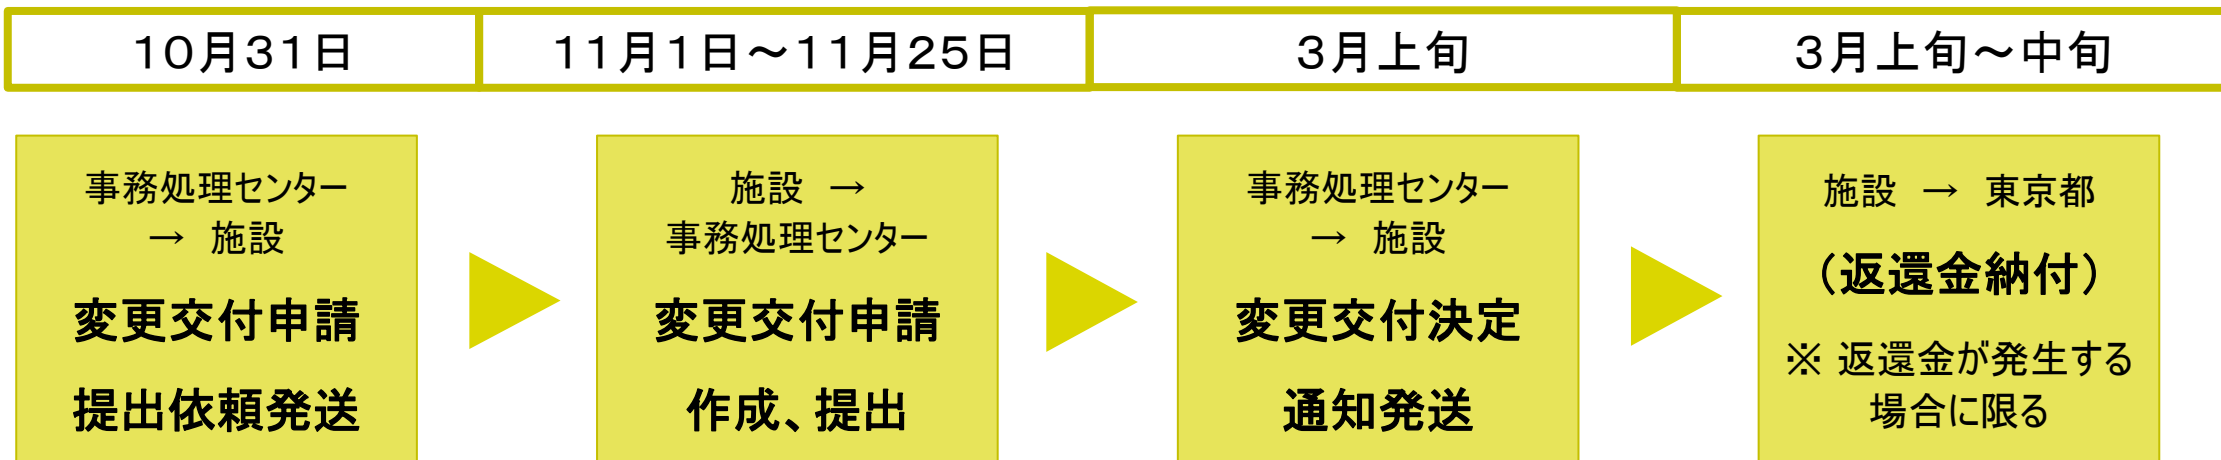 10月31日
11月1日～11月25日
3月上旬
3月上旬～中旬
事務処理センター
→ 施設
変更交付申請
提出依頼発送
施設 →
事務処理センター
変更交付申請
作成、提出
事務処理センター
→ 施設
変更交付決定
通知発送
施設 → 東京都
（返還金納付）
※ 返還金が発生する
場合に限る